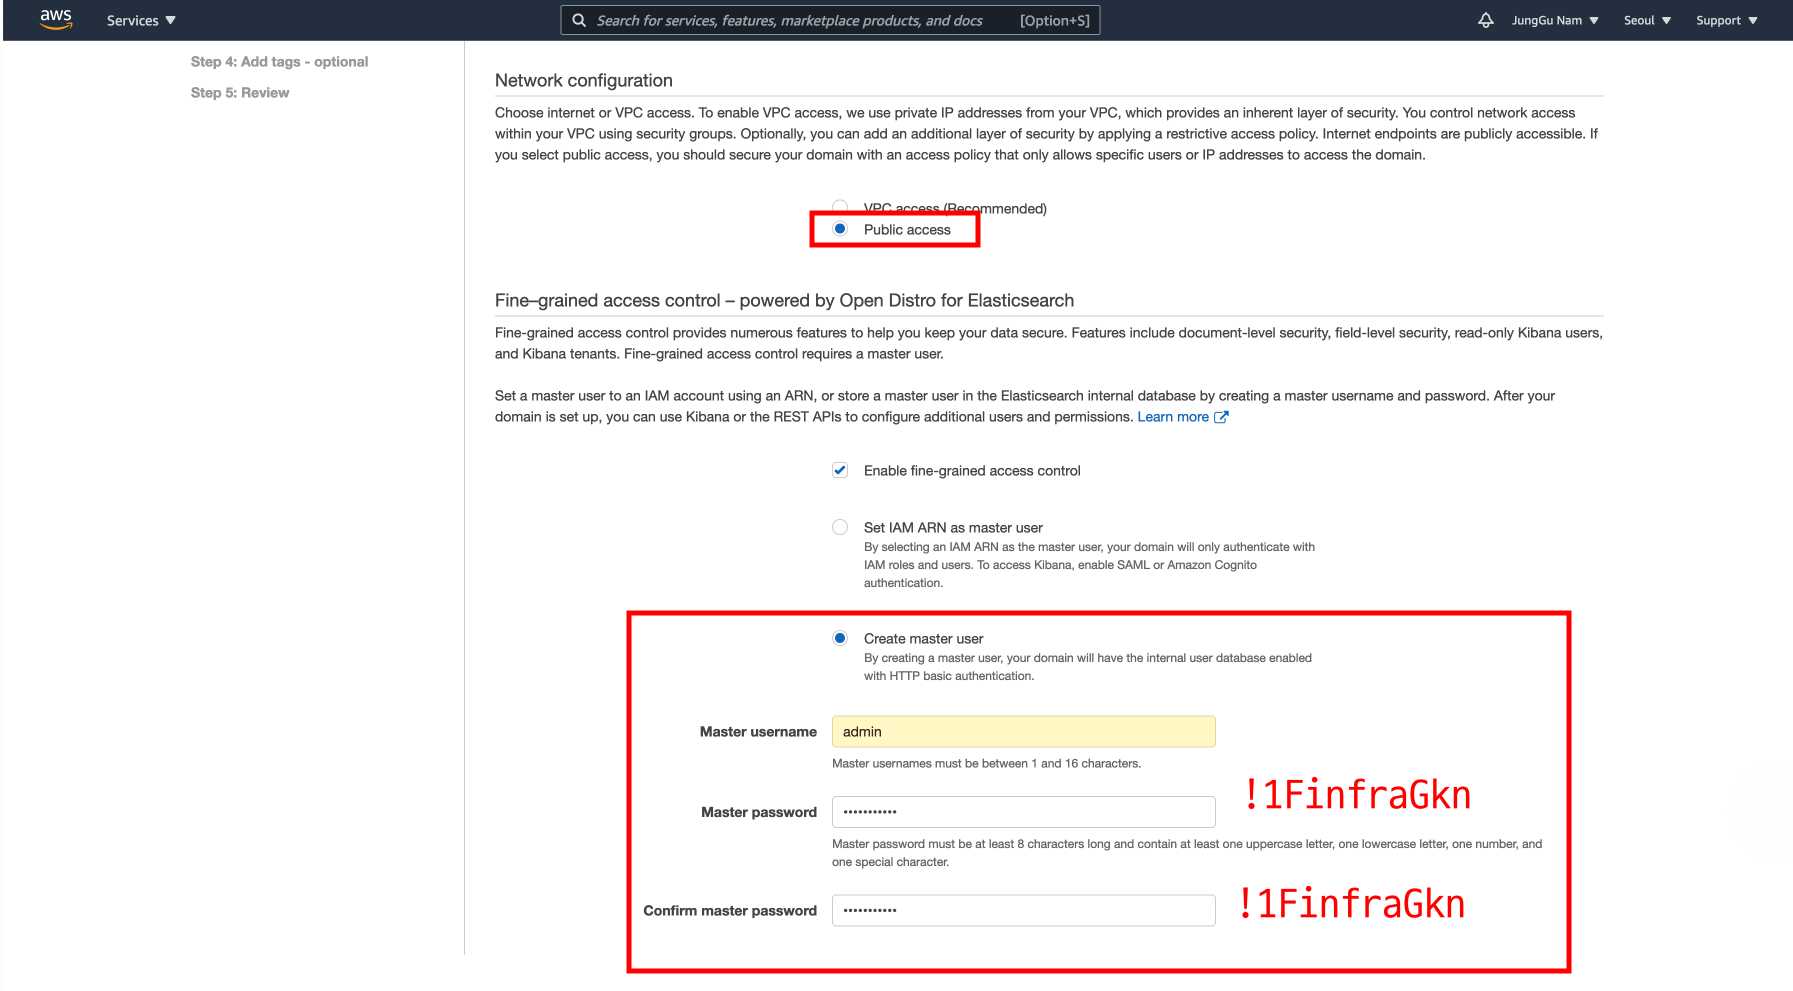 aws Services ▼ Search for services, features, marketplace products, and docs [Option+S] JungGu Nam ▼ Seoul ▼ Support ▼
Step 4: Add tags - optional
Step 5: Review
Network configuration
Choose internet or VPC access. To enable VPC access, we use private IP addresses from your VPC, which provides an inherent layer of security. You control network access
within your VPC using security groups. Optionally, you can add an additional layer of security by applying a restrictive access policy. Internet endpoints are publicly accessible. If
you select public access, you should secure your domain with an access policy that only allows specific users or IP addresses to access the domain.
VPC access (Recommended)
Public access
Fine–grained access control – powered by Open Distro for Elasticsearch
Fine-grained access control provides numerous features to help you keep your data secure. Features include document-level security, field-level security, read-only Kibana users,
and Kibana tenants. Fine-grained access control requires a master user.
Set a master user to an IAM account using an ARN, or store a master user in the Elasticsearch internal database by creating a master username and password. After your
domain is set up, you can use Kibana or the REST APIs to configure additional users and permissions. Learn more
Enable fine-grained access control
Set IAM ARN as master user
By selecting an IAM ARN as the master user, your domain will only authenticate with
IAM roles and users. To access Kibana, enable SAML or Amazon Cognito
authentication.
Create master user
By creating a master user, your domain will have the internal user database enabled
with HTTP basic authentication.
Master username admin
Master usernames must be between 1 and 16 characters.
Master password ••••••••••• !1FinfraGkn
Master password must be at least 8 characters long and contain at least one uppercase letter, one lowercase letter, one number, and
one special character.
Confirm master password ••••••••••• !1FinfraGkn